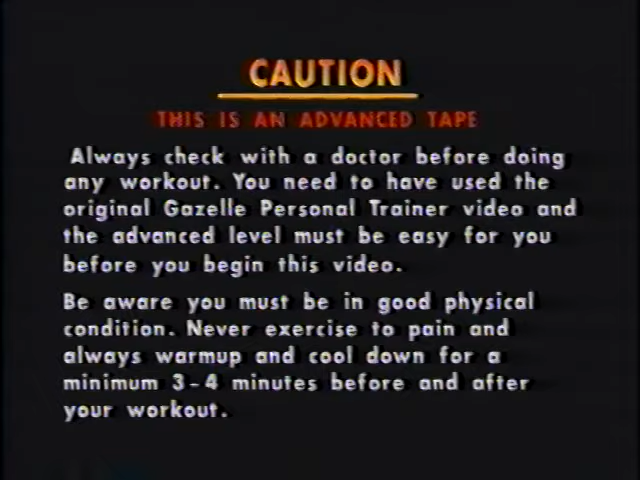 CAUTION
THIS IS AN ADVANCED TAPE
Always check with a doctor before doing
any workout. You need to have used the
original Gazelle Personal Trainer video and
the advanced level must be easy for you
before you begin this video.
Be aware you must be in good physical
condition. Never exercise to pain and
always warmup and cool down for a
minimum 3-4 minutes before and after
your workout.